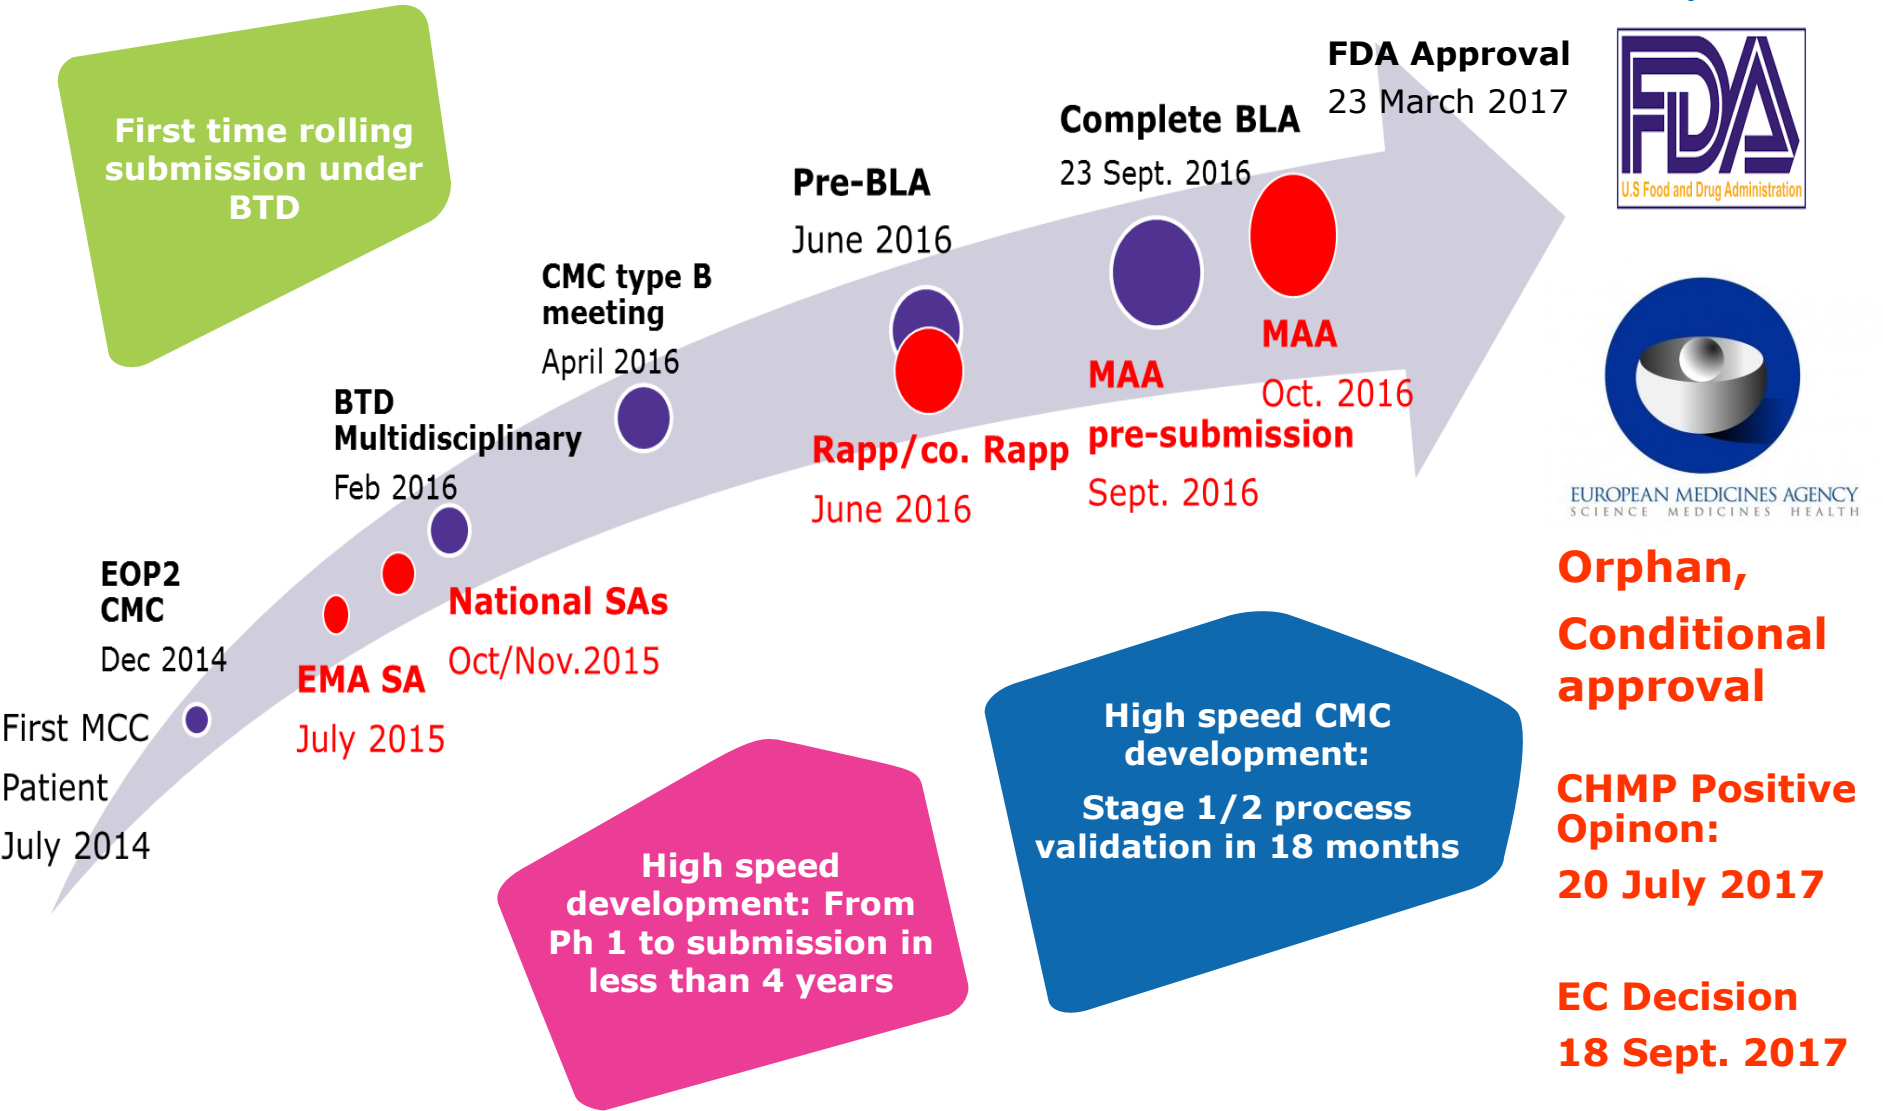 First time rolling
submission under
BTD
FDA Approval
23 March 2017
Complete BLA
23 Sept. 2016
Pre-BLA
June 2016
CMC type B
meeting
April 2016
BTD
Multidisciplinary
Feb 2016
EOP2
CMC
Dec 2014
First MCC
Patient
July 2014
EMA SA
July 2015
National SAs
Oct/Nov.2015
Rapp/co. Rapp
June 2016
MAA
pre-submission
Sept. 2016
MAA
Oct. 2016
High speed
development: From
Ph 1 to submission in
less than 4 years
High speed CMC
development:
Stage 1/2 process
validation in 18 months
FDA
U.S Food and Drug Administration
EUROPEAN MEDICINES AGENCY
SCIENCE MEDICINES HEALTH
Orphan,
Conditional
approval
CHMP Positive
Opinon:
20 July 2017
EC Decision
18 Sept. 2017